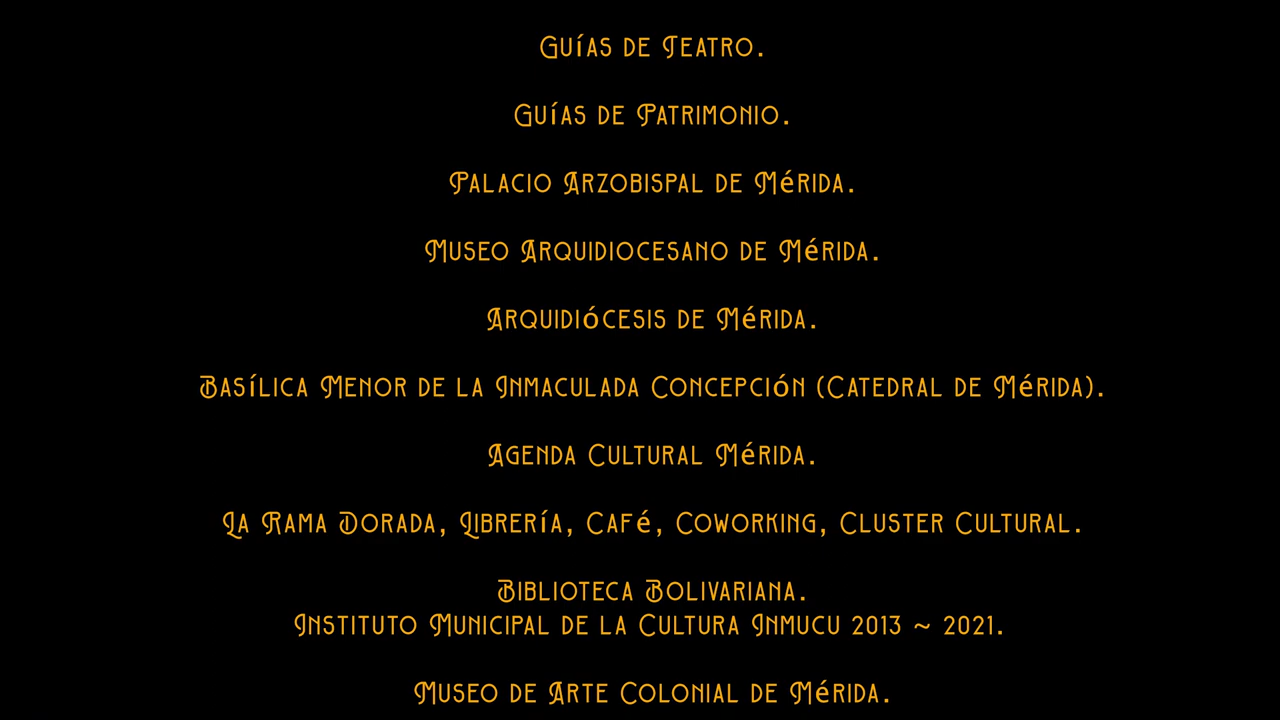 Guías de Teatro.
Guías de Patrimonio.
Palacio Arzobispal de Mérida.
Museo Arquidiocesano de Mérida.
Arquidiócesis de Mérida.
Basílica Menor de la Inmaculada Concepción (Catedral de Mérida).
Agenda Cultural Mérida.
La Rama Dorada, Librería, Café, Coworking, Cluster Cultural.
Biblioteca Bolivariana.
Instituto Municipal de la Cultura Inmucu 2013 ~ 2021.
Museo de Arte Colonial de Mérida.